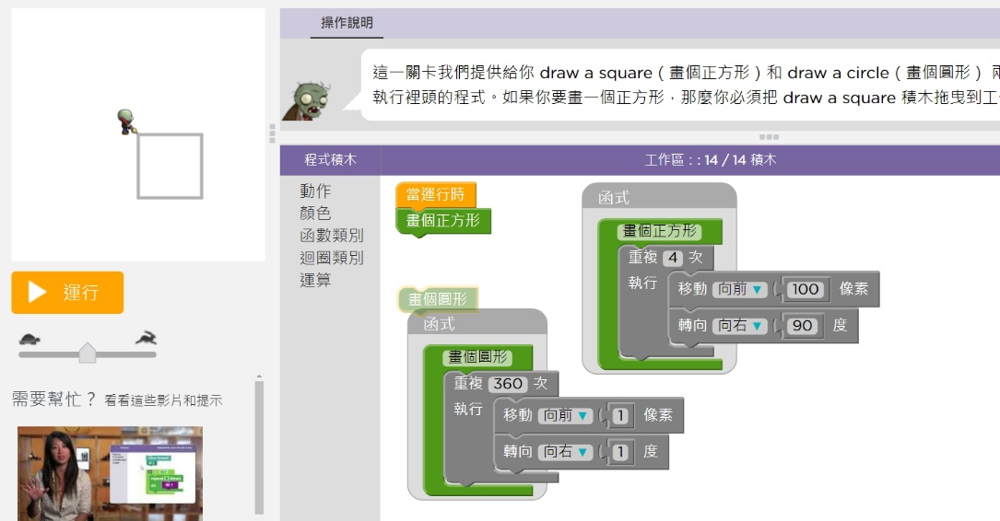 操作說明
這一關卡我們提供給你 draw a square ( 畫個正方形 ) 和 draw a circle ( 畫個圓形 )
執行裡頭的程式。如果你要畫一個正方形，那麼你必須把 draw a square 積木拖曳到工
程式積木
工作區 : : 14 / 14 積木
動作
顏色
函數類別
迴圈類別
運算
當運行時
畫個正方形
函式
畫個正方形
重複 4 次
執行
移動 向前 ▼ 100 像素
轉向 向右 ▼ 90 度
畫個圓形
函式
畫個圓形
重複 360 次
執行
移動 向前 ▼ 1 像素
轉向 向右 ▼ 1 度
運行
需要幫忙？ 看看這些影片和提示